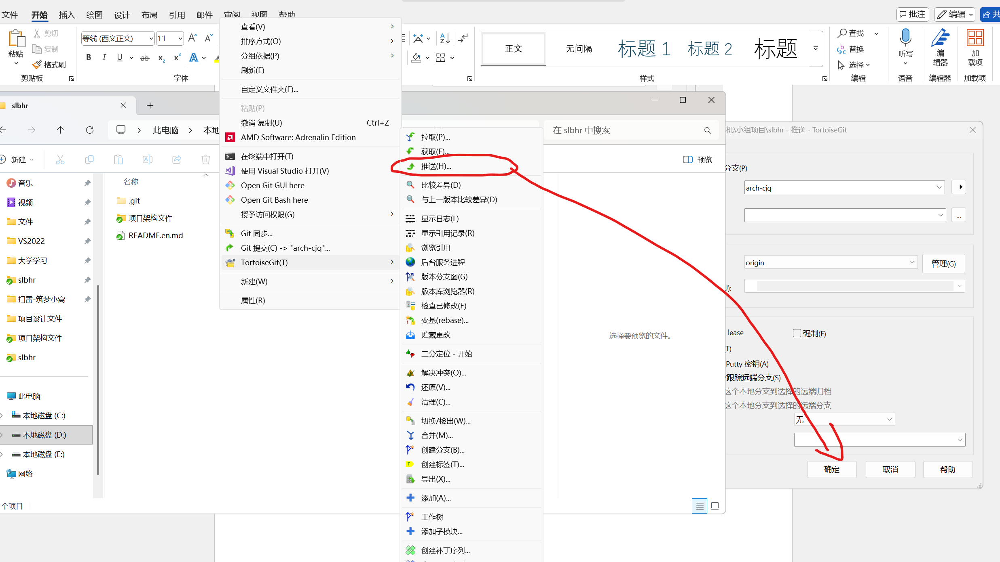 文件 开始 插入 绘图 设计 布局 引用 邮件 审阅 视图 帮助 批注 编辑 共
剪切
等线 (西文正文) 11
复制
粘贴
格式刷
剪贴板 字体
正文 无间隔 标题 1 标题 2 标题
样式
查找
替换
选择
编辑
听写
语音
编
辑器
编辑器
加
载项
加载项
slbhr
此电脑
本地
在 slbhr 中搜索
新建
预览
名称
.git
项目架构文件
README.en.md
音乐
视频
文件
VS2022
大学学习
slbhr
扫雷-筑梦小窝
项目设计文件
项目架构文件
slbhr
此电脑
本地磁盘 (C:)
本地磁盘 (D:)
本地磁盘 (E:)
网络
个项目
选择要预览的文件。
查看(V)
排序方式(O)
分组依据(P)
刷新(E)
自定义文件夹(F)...
粘贴(P)
撤消 复制(U) Ctrl+Z
AMD Software: Adrenalin Edition
在终端中打开(T)
使用 Visual Studio 打开(V)
Open Git GUI here
Open Git Bash here
授予访问权限(G)
Git 同步...
Git 提交(C) -> "arch-cjq"...
TortoiseGit(T)
新建(W)
属性(R)
拉取(P)...
获取(E)...
推送(H)...
比较差异(D)
与上一版本比较差异(D)
显示日志(L)
显示引用记录(R)
浏览引用
后台服务进程
版本分支图(G)
版本库浏览器(R)
检查已修改(F)
变基(rebase)...
贮藏更改
二分定位 - 开始
解决冲突(O)...
还原(V)...
清理(C)...
切换/检出(W)...
合并(M)...
创建分支(B)...
创建标签(T)...
导出(X)...
添加(A)...
工作树
添加子模块...
创建补丁序列...
机\小组项目\slbhr - 推送 - TortoiseGit
分支(P)
arch-cjq
...
origin 管理(G)
U):
lease 强制(F)
T)
Putty 密钥(A)
/跟踪远端分支(S)
这个本地分支到选择的远端归档
这个本地分支到选择的远端分支
无
确定 取消 帮助